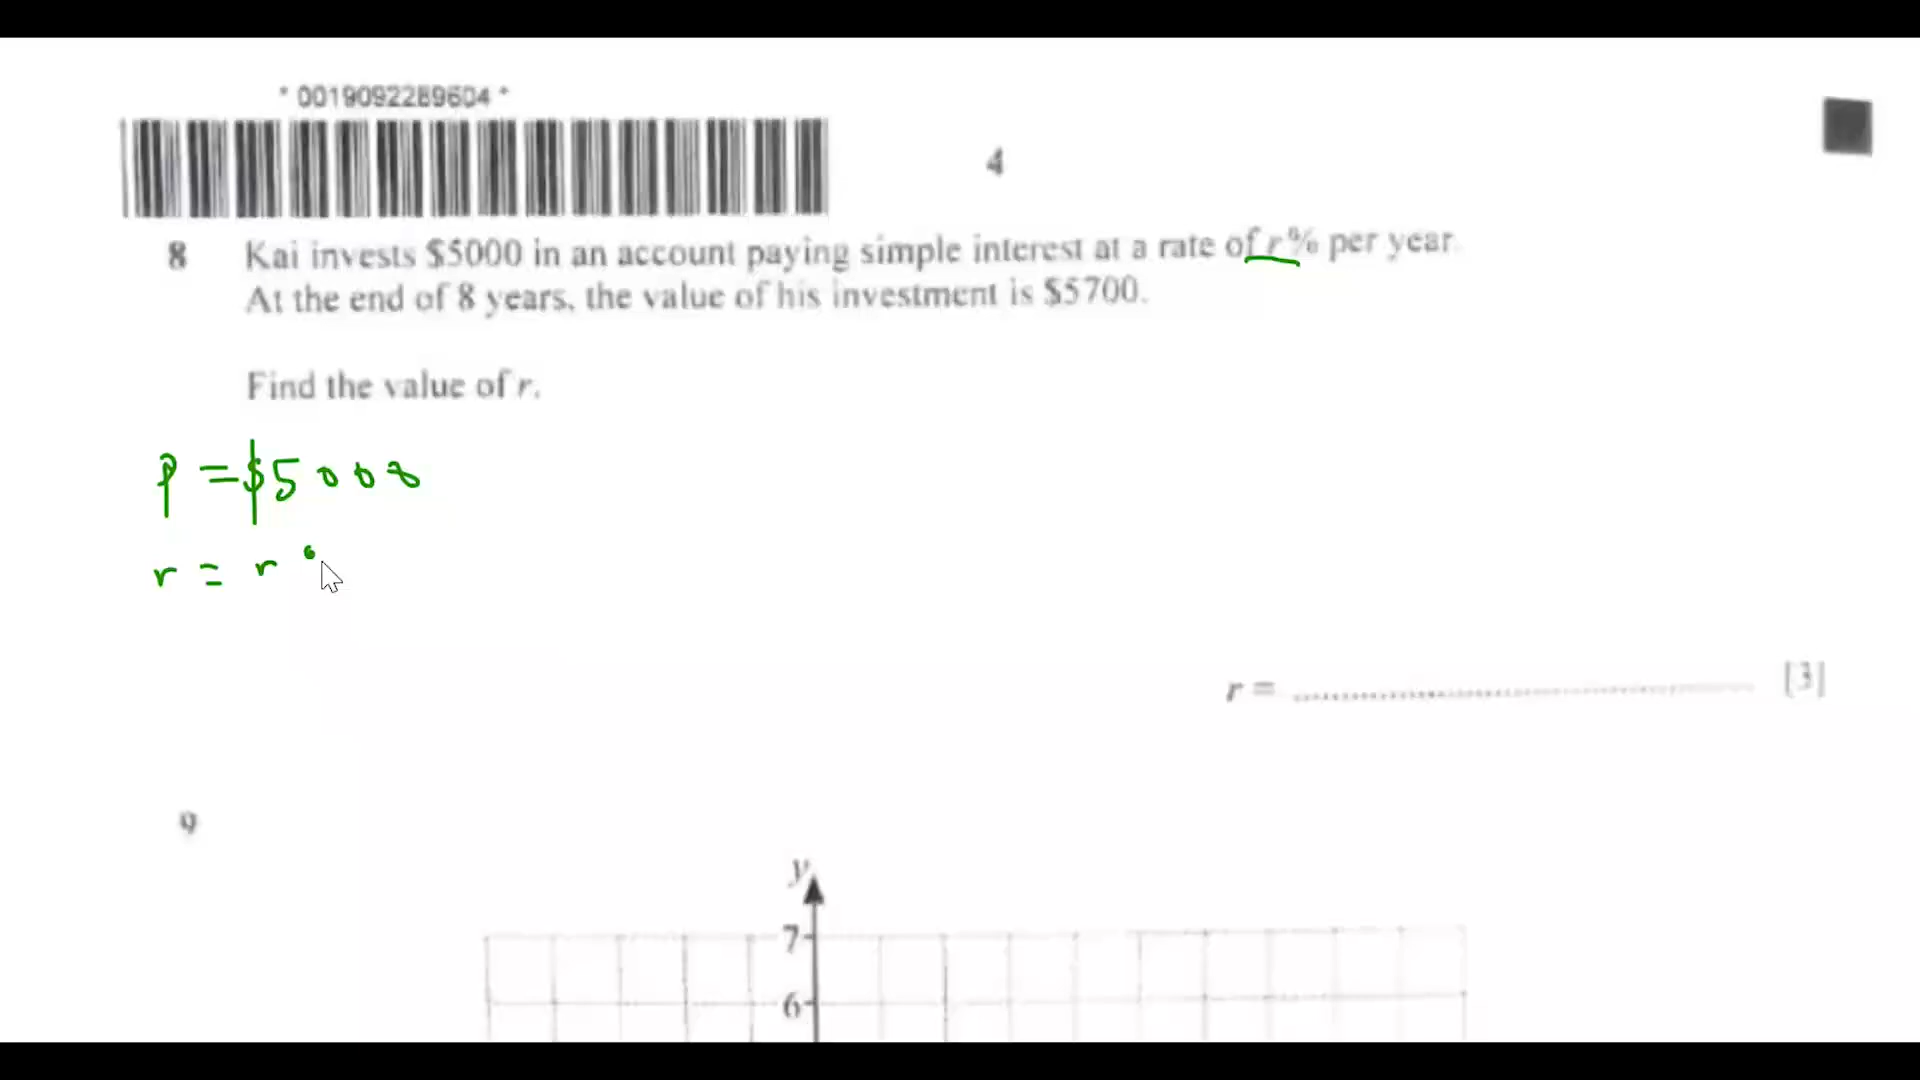 * 0019092289604 *
4
8 Kai invests $5000 in an account paying simple interest at a rate of r% per year.
At the end of 8 years, the value of his investment is $5700.
Find the value of r.
P = $5000
r = r
r = [3]
9
y
7
6